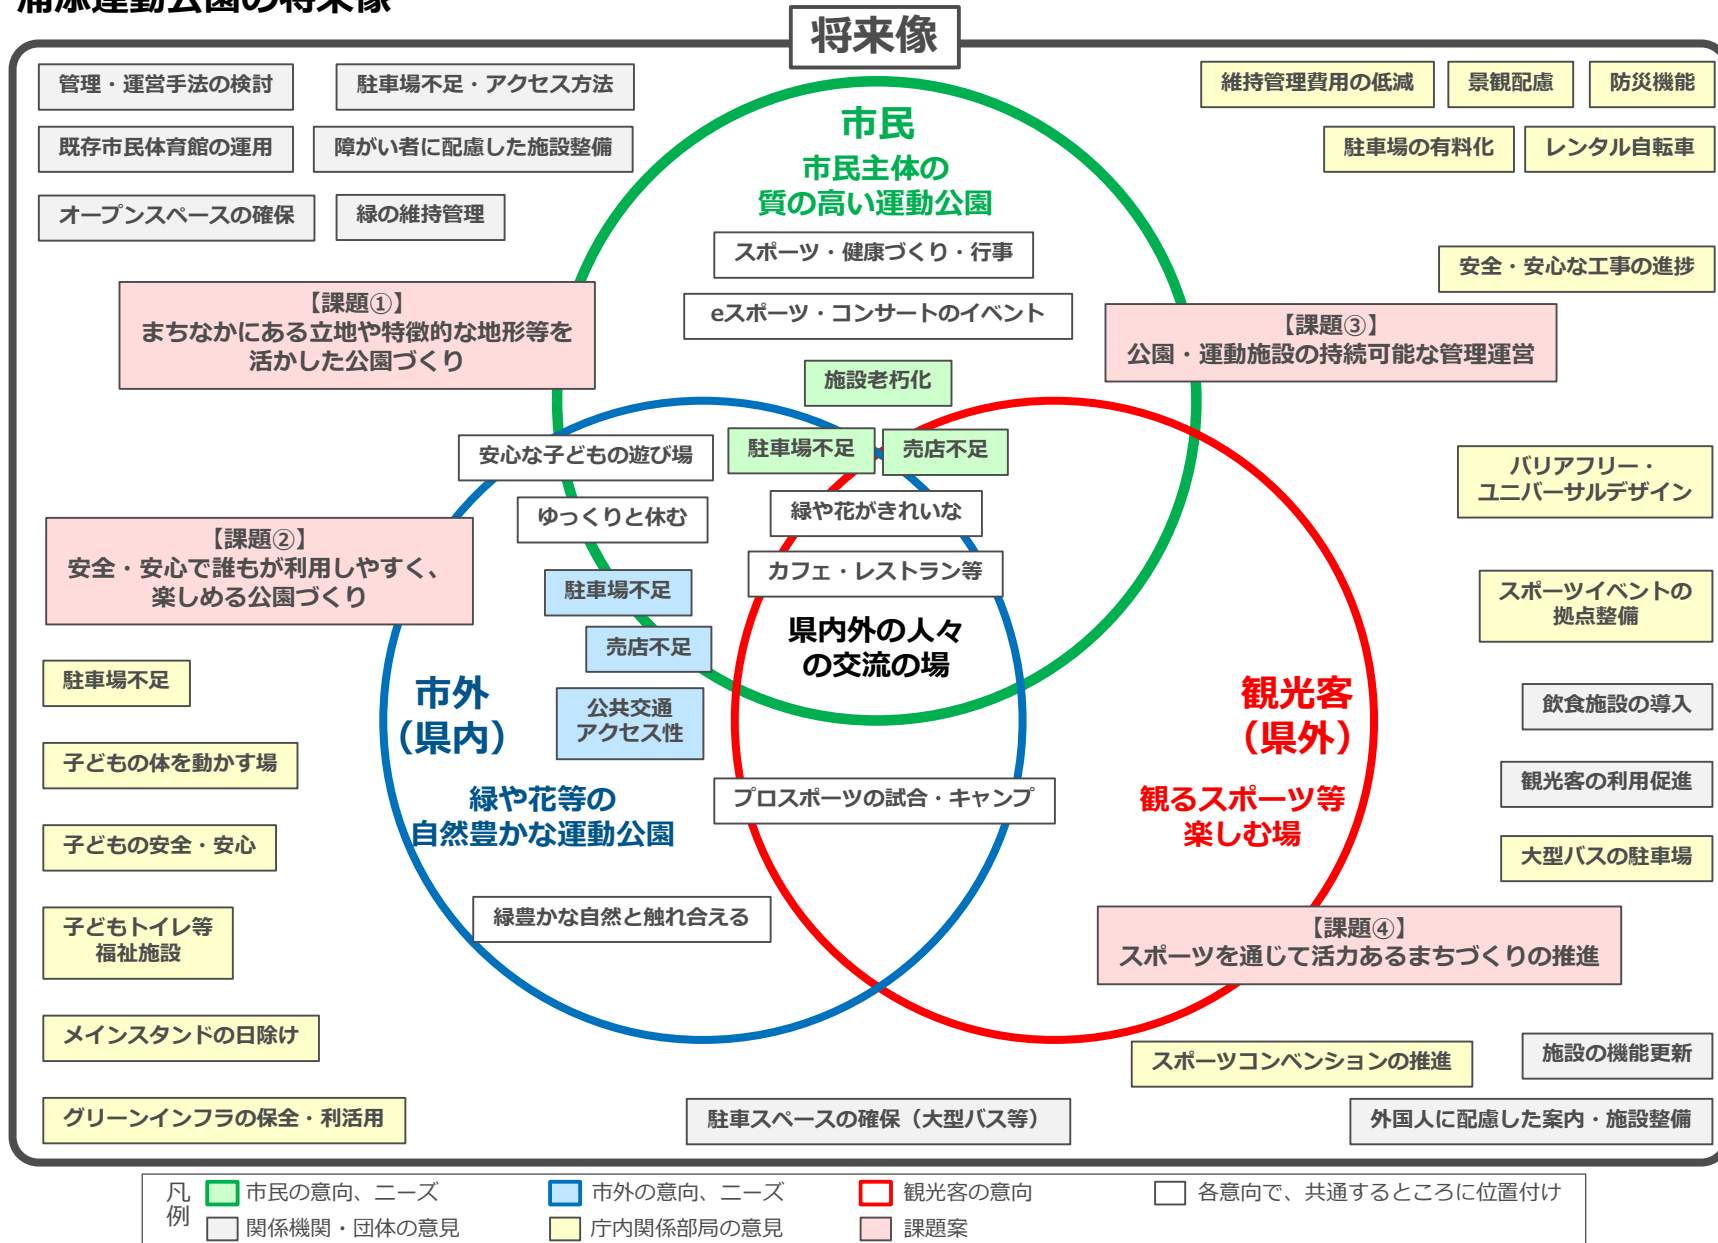 浦添運動公園の将来像
将来像
管理・運営手法の検討
駐車場不足・アクセス方法
既存市民体育館の運用
障がい者に配慮した施設整備
オープンスペースの確保
緑の維持管理
維持管理費用の低減
景観配慮
防災機能
駐車場の有料化
レンタル自転車
安全・安心な工事の進捗
市民
市民主体の
質の高い運動公園
スポーツ・健康づくり・行事
eスポーツ・コンサートのイベント
【課題①】
まちなかにある立地や特徴的な地形等を
活かした公園づくり
【課題③】
公園・運動施設の持続可能な管理運営
施設老朽化
駐車場不足
売店不足
安心な子どもの遊び場
ゆっくりと休む
緑や花がきれいな
カフェ・レストラン等
県内外の人々
の交流の場
【課題②】
安全・安心で誰もが利用しやすく、
楽しめる公園づくり
駐車場不足
売店不足
公共交通
アクセス性
市外
（県内）
緑や花等の
自然豊かな運動公園
プロスポーツの試合・キャンプ
緑豊かな自然と触れ合える
観光客
（県外）
観るスポーツ等
楽しむ場
バリアフリー・
ユニバーサルデザイン
スポーツイベントの
拠点整備
飲食施設の導入
観光客の利用促進
大型バスの駐車場
【課題④】
スポーツを通じて活力あるまちづくりの推進
駐車場不足
子どもの体を動かす場
子どもの安全・安心
子どもトイレ等
福祉施設
メインスタンドの日除け
グリーンインフラの保全・利活用
スポーツコンベンションの推進
施設の機能更新
駐車スペースの確保（大型バス等）
外国人に配慮した案内・施設整備
凡
例
市民の意向、ニーズ
市外の意向、ニーズ
観光客の意向
各意向で、共通するところに位置付け
関係機関・団体の意見
庁内関係部局の意見
課題案